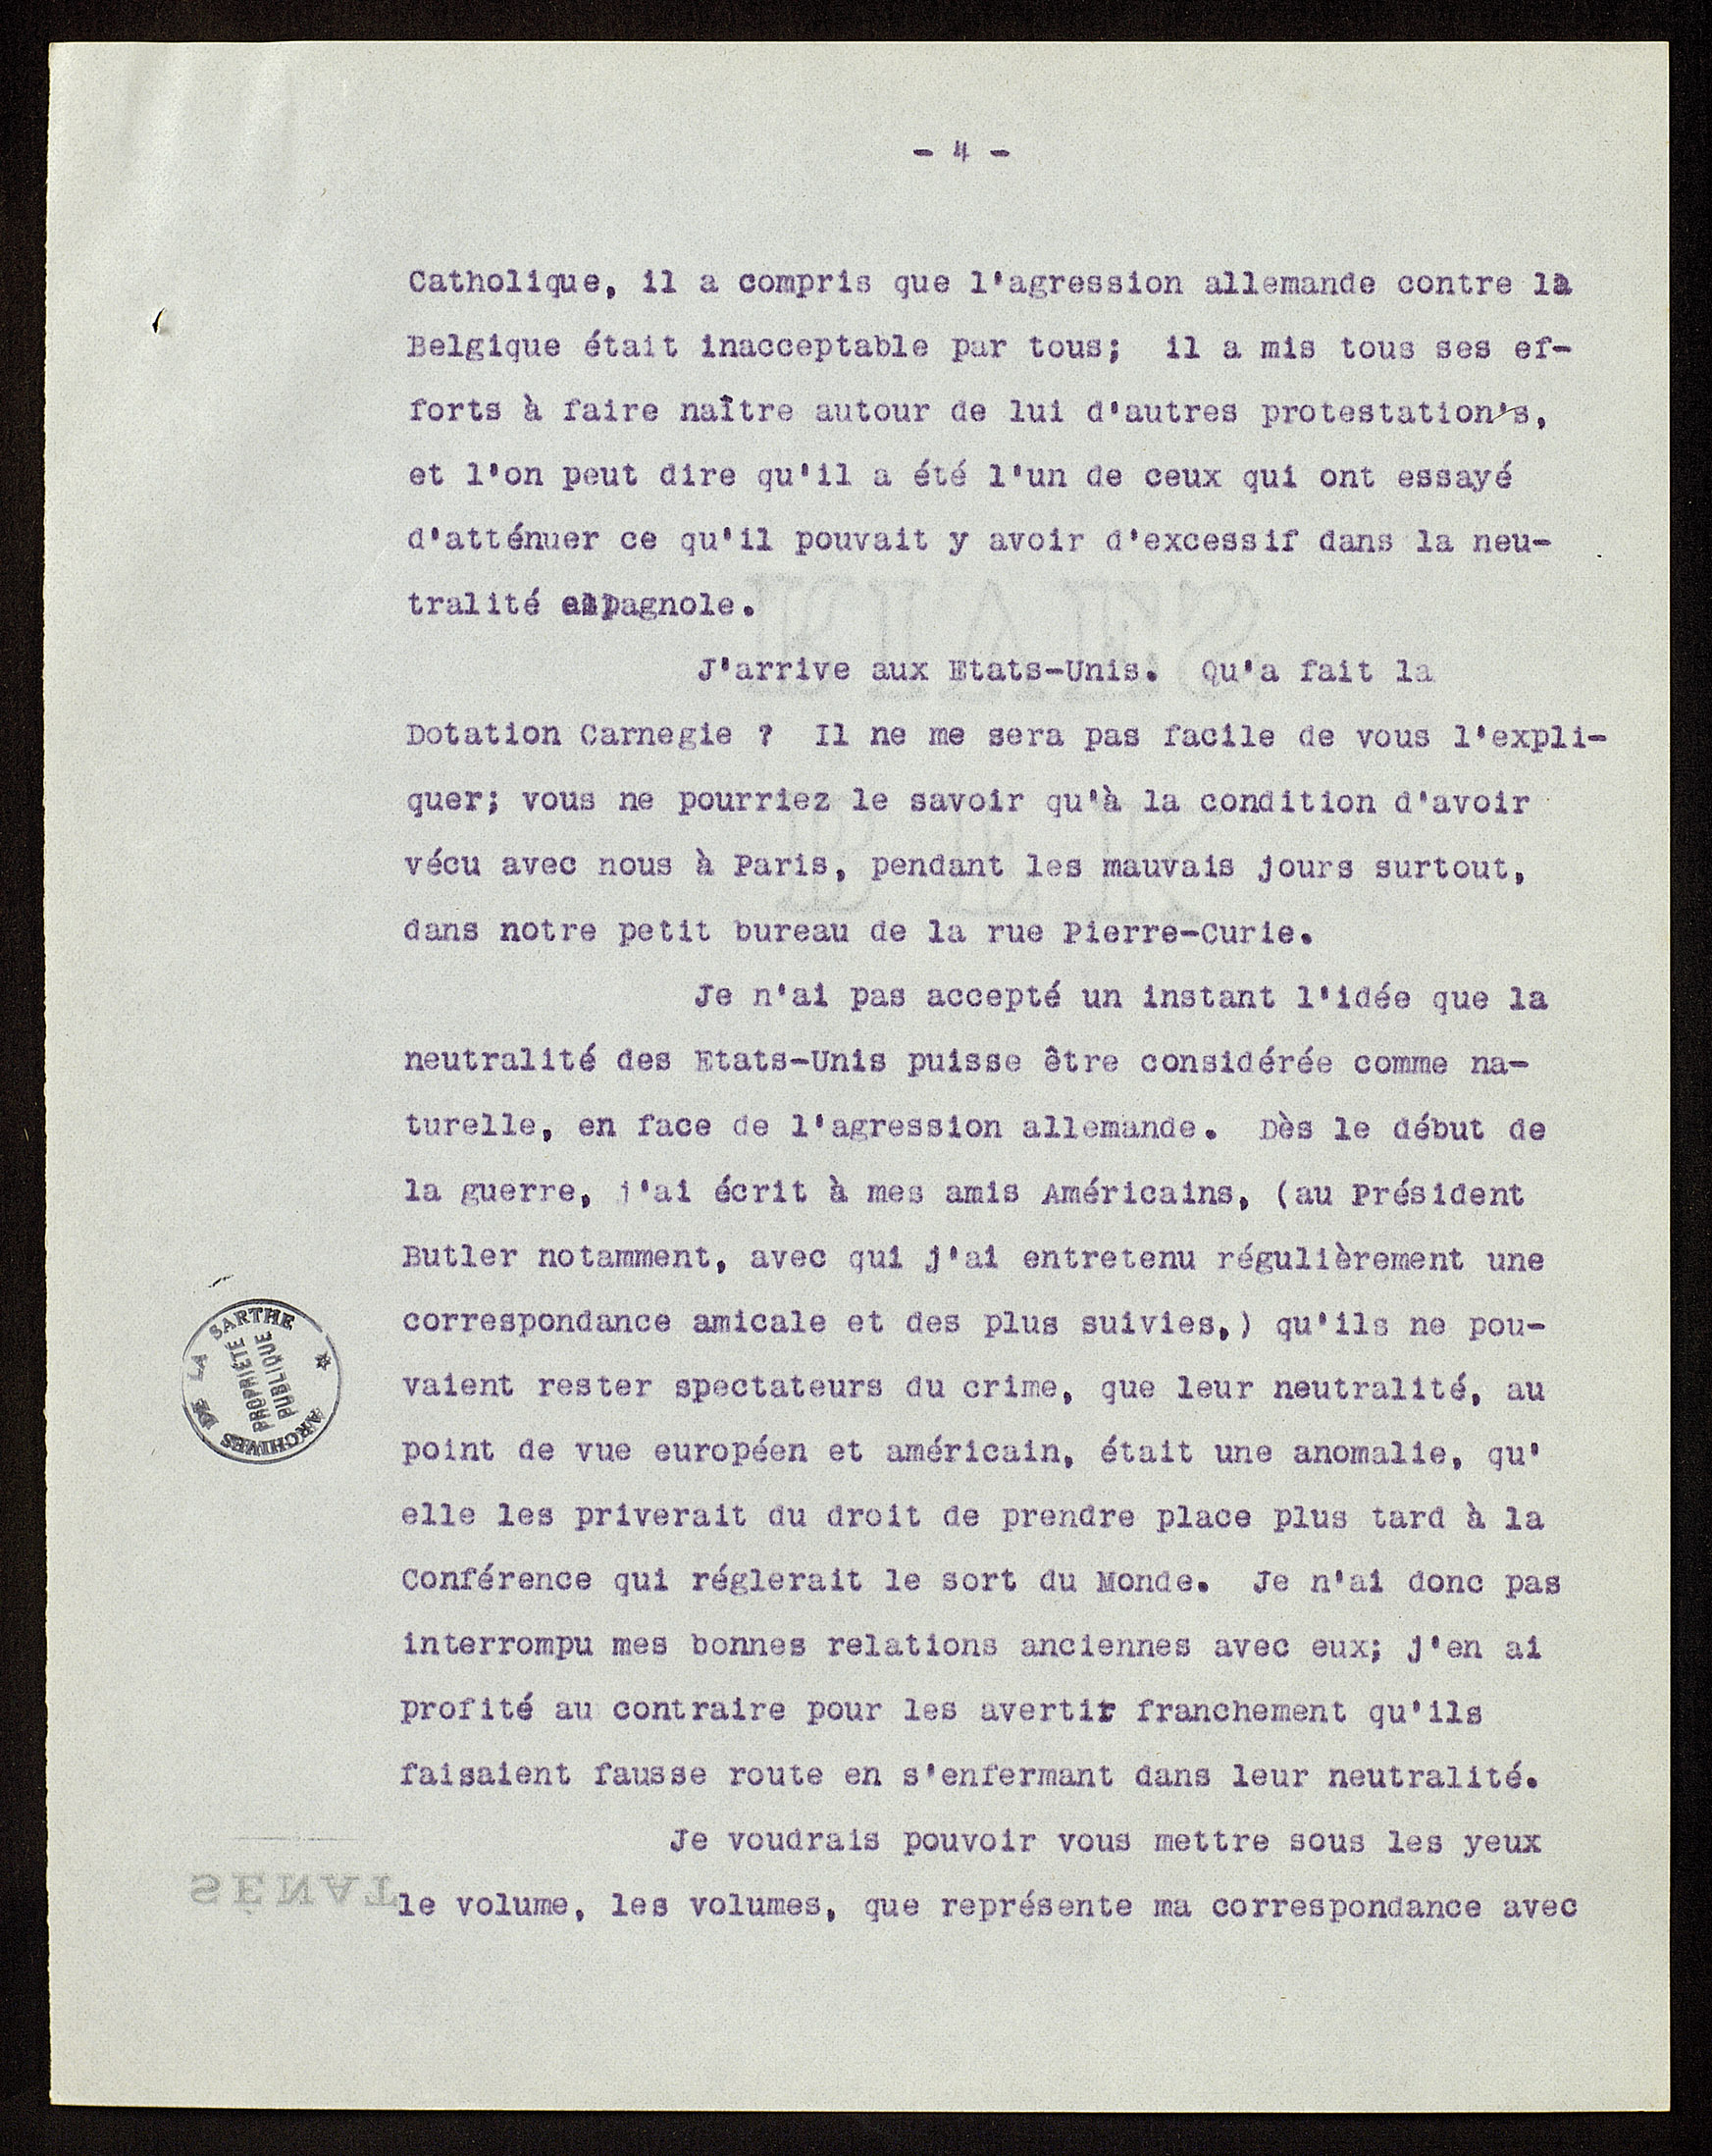 - 4 -
Catholique, il a compris que l'agression allemande contre la
Belgique était inacceptable par tous;  il a mis tous ses ef-
forts à faire naître autour de lui d'autres protestations,
et l'on peut dire qu'il a été l'un de ceux qui ont essayé
d'atténuer ce qu'il pouvait y avoir d'excessif dans la neu-
tralité espagnole.
J'arrive aux Etats-Unis.  Qu'a fait la
Dotation Carnegie ?  Il ne me sera pas facile de vous l'expli-
quer; vous ne pourriez le savoir qu'à la condition d'avoir
vécu avec nous à Paris, pendant les mauvais jours surtout,
dans notre petit bureau de la rue Pierre-Curie.
Je n'ai pas accepté un instant l'idée que la
neutralité des Etats-Unis puisse être considérée comme na-
turelle, en face de l'agression allemande.  Dès le début de
la guerre, j'ai écrit à mes amis Américains, (au Président
Butler notamment, avec qui j'ai entretenu régulièrement une
correspondance amicale et des plus suivies,) qu'ils ne pou-
vaient rester spectateurs du crime, que leur neutralité, au
point de vue européen et américain, était une anomalie, qu'
elle les priverait du droit de prendre place plus tard à la
Conférence qui réglerait le sort du Monde.  Je n'ai donc pas
interrompu mes bonnes relations anciennes avec eux; j'en ai
profité au contraire pour les avertir franchement qu'ils
faisaient fausse route en s'enfermant dans leur neutralité.
Je voudrais pouvoir vous mettre sous les yeux
le volume, les volumes, que représente ma correspondance avec
ARCHIVES DE LA SARTHE
PROPRIÉTÉ
PUBLIQUE
SÉNAT